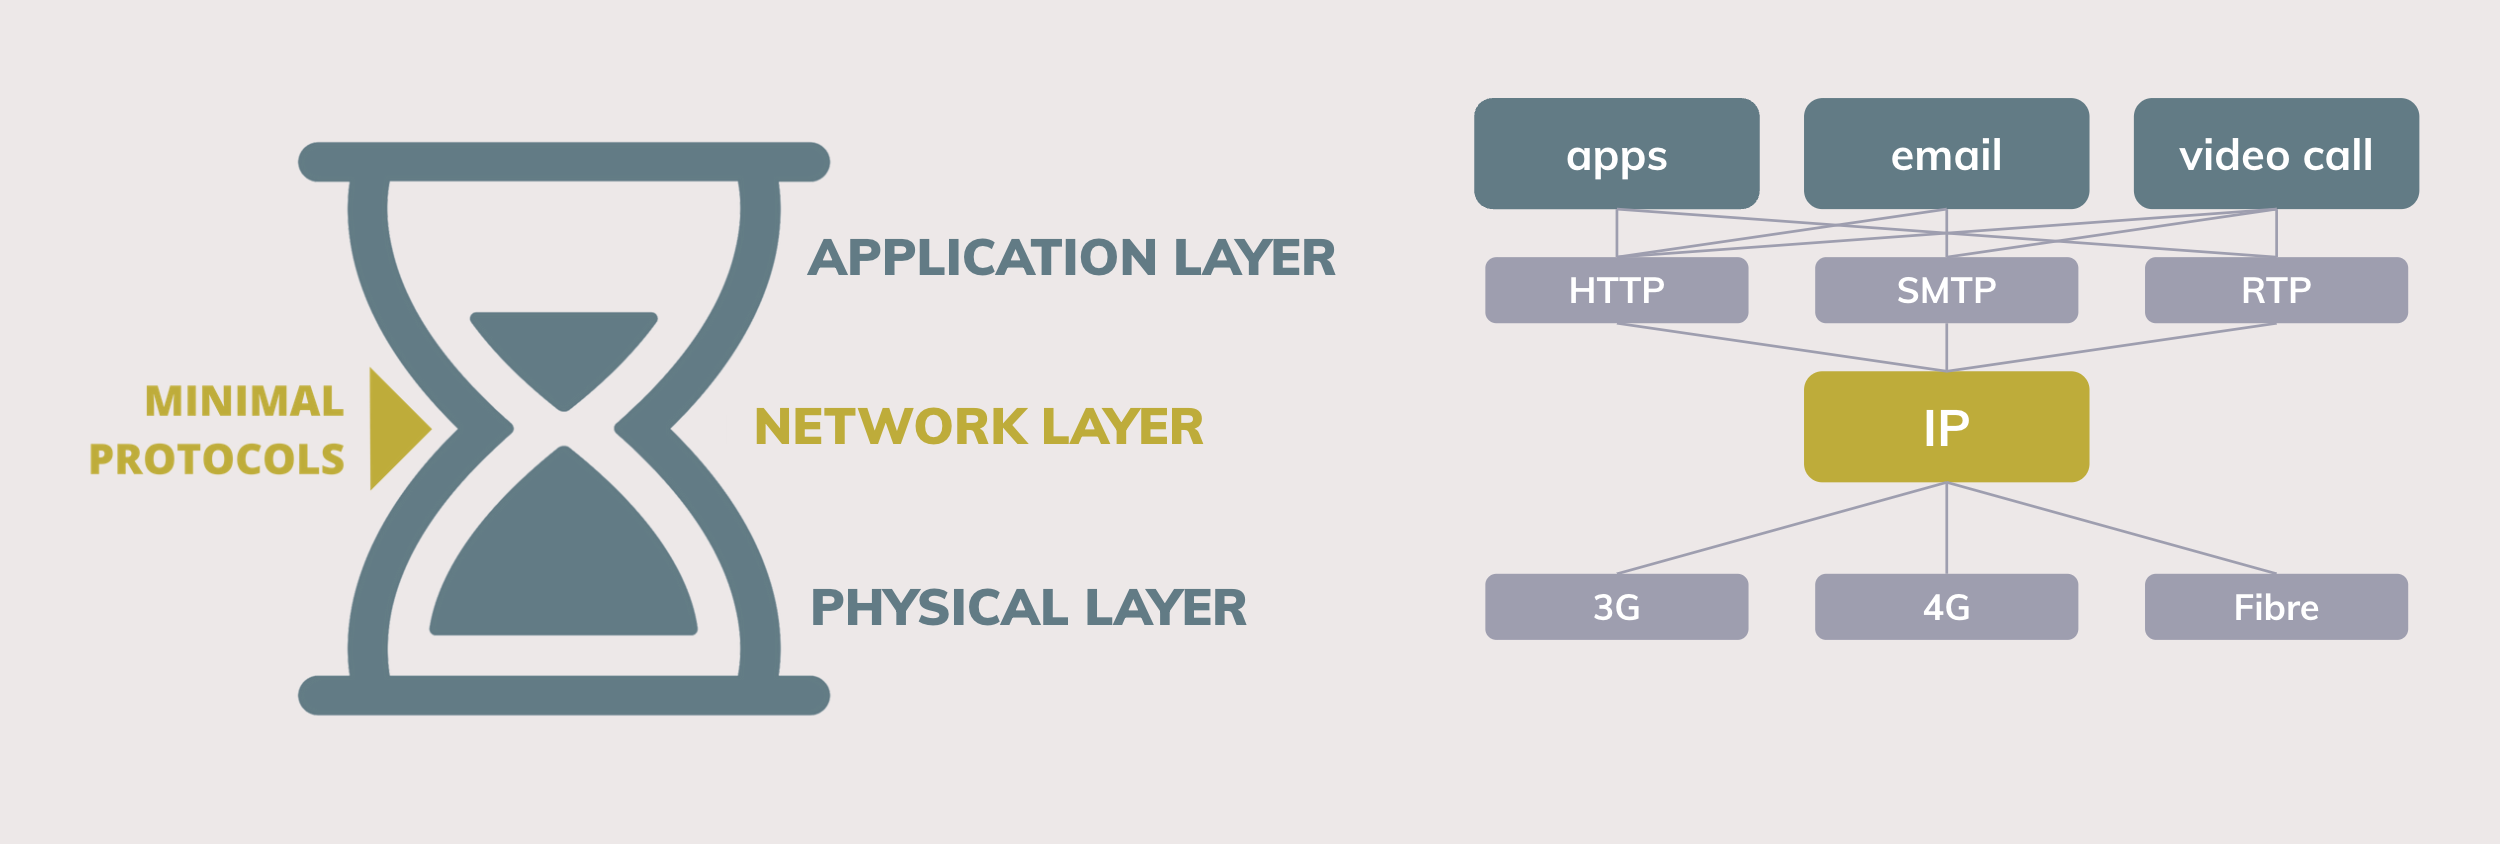 MINIMAL
PROTOCOLS
APPLICATION LAYER
NETWORK LAYER
PHYSICAL LAYER
apps
email
video call
HTTP
SMTP
RTP
IP
3G
4G
Fibre